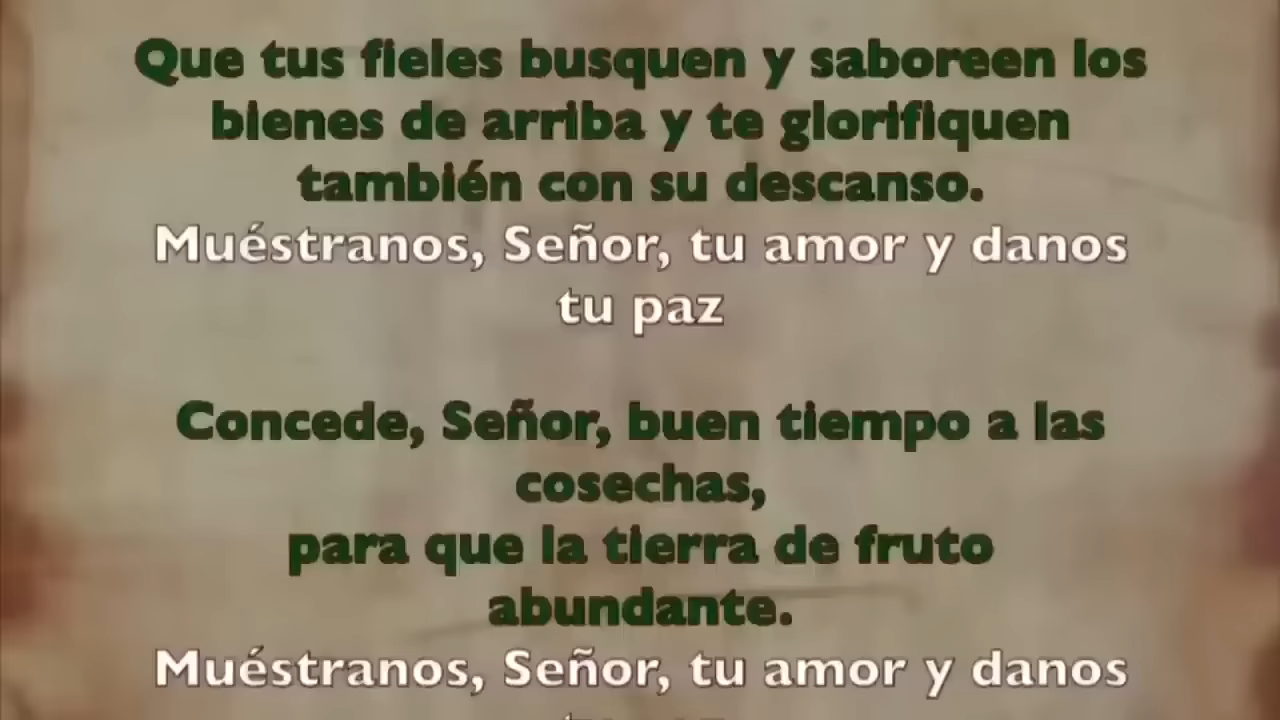 Que tus fieles busquen y saboreen los
bienes de arriba y te glorifiquen
también con su descanso.
Muéstranos, Señor, tu amor y danos
tu paz
Concede, Señor, buen tiempo a las
cosechas,
para que la tierra de fruto
abundante.
Muéstranos, Señor, tu amor y danos